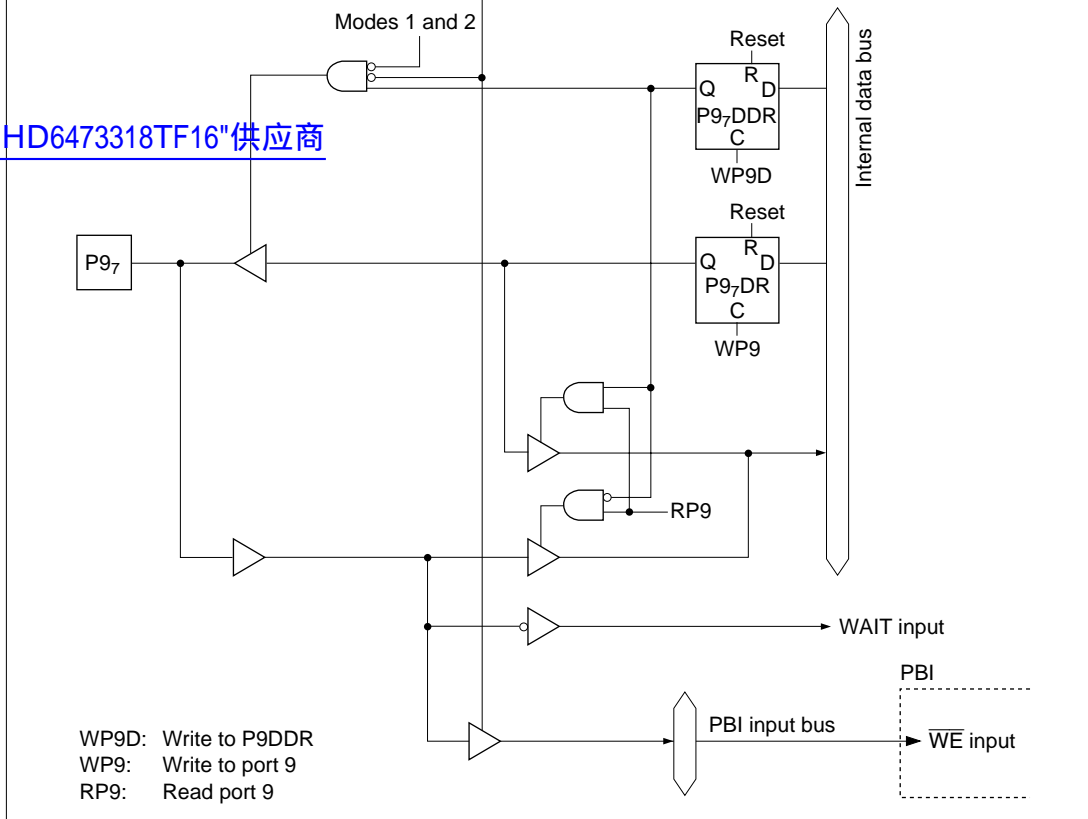 Modes 1 and 2
Reset
R
Q
D
P9₇DDR
C
WP9D
Internal data bus
HD6473318TF16"供应商
Reset
R
Q
D
P9₇DR
C
WP9
P9₇
RP9
WAIT input
PBI
PBI input bus
W̅E̅ input
WP9D: Write to P9DDR
WP9: Write to port 9
RP9: Read port 9